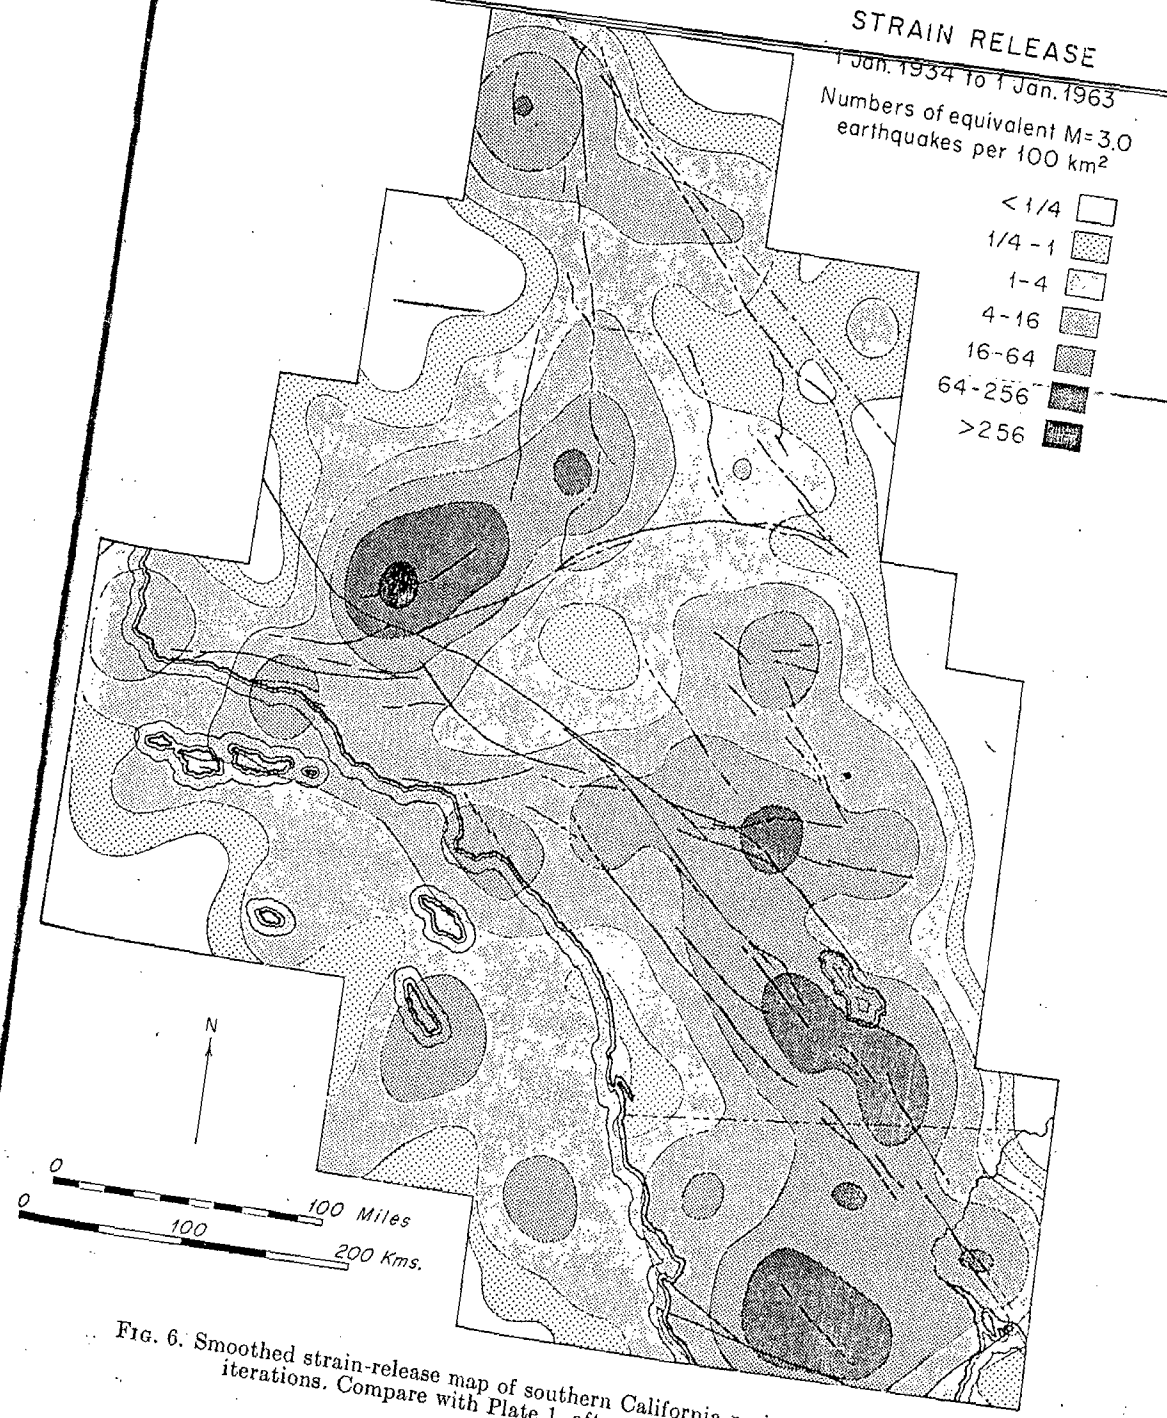 STRAIN RELEASE
1 Jan. 1934 to 1 Jan. 1963
Numbers of equivalent M=3.0
earthquakes per 100 km²
<1/4
1/4-1
1-4
4-16
16-64
64-256
>256
N
0 100 Miles
0 100 200 Kms.
FIG. 6. Smoothed strain-release map of southern California
iterations. Compare with Plate 1,